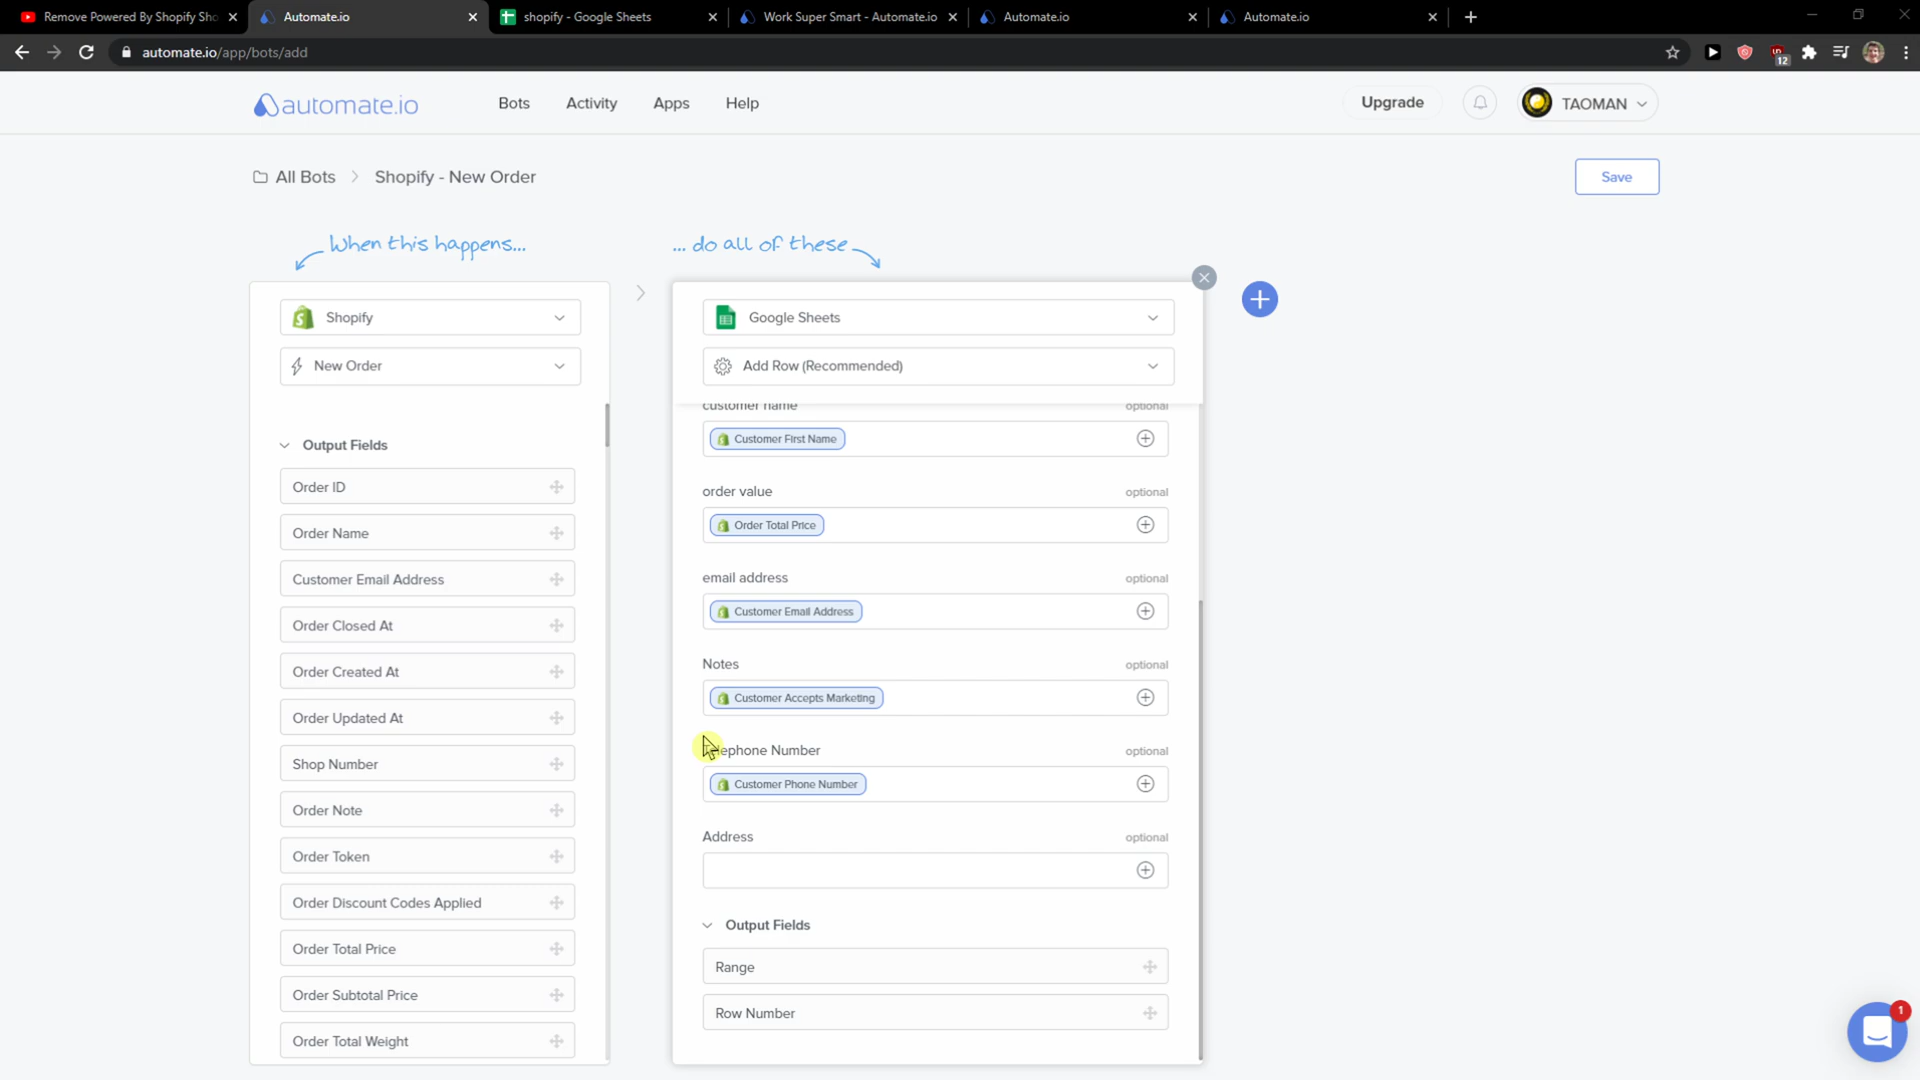 Remove Powered By Shopify Sho
Automate.io
shopify - Google Sheets
Work Super Smart - Automate.io
Automate.io
Automate.io
automate.io/app/bots/add
12
automate.io
Bots
Activity
Apps
Help
Upgrade
TAOMAN
All Bots
Shopify - New Order
Save
When this happens...
... do all of these
Shopify
New Order
Output Fields
Order ID
Order Name
Customer Email Address
Order Closed At
Order Created At
Order Updated At
Shop Number
Order Note
Order Token
Order Discount Codes Applied
Order Total Price
Order Subtotal Price
Order Total Weight
Google Sheets
Add Row (Recommended)
customer name optional
Customer First Name
order value optional
Order Total Price
email address optional
Customer Email Address
Notes optional
Customer Accepts Marketing
Telephone Number optional
Customer Phone Number
Address optional
Output Fields
Range
Row Number
1